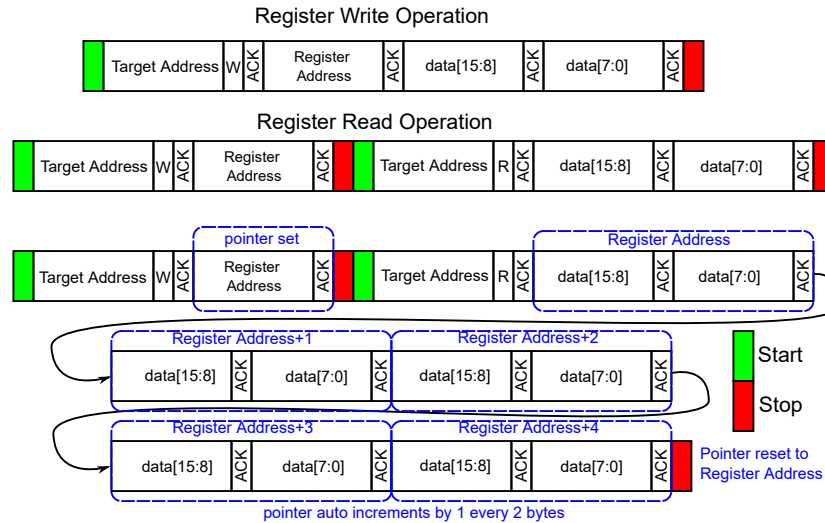 Register Write Operation
Target Address W ACK Register Address ACK data[15:8] ACK data[7:0] ACK
Register Read Operation
Target Address W ACK Register Address ACK Target Address R ACK data[15:8] ACK data[7:0] ACK
pointer set Register Address
Target Address W ACK Register Address ACK Target Address R ACK data[15:8] ACK data[7:0] ACK
Register Address+1 Register Address+2
data[15:8] ACK data[7:0] ACK data[15:8] ACK data[7:0] ACK
Start
Stop
Register Address+3 Register Address+4
data[15:8] ACK data[7:0] ACK data[15:8] ACK data[7:0] ACK
Pointer reset to
Register Address
pointer auto increments by 1 every 2 bytes